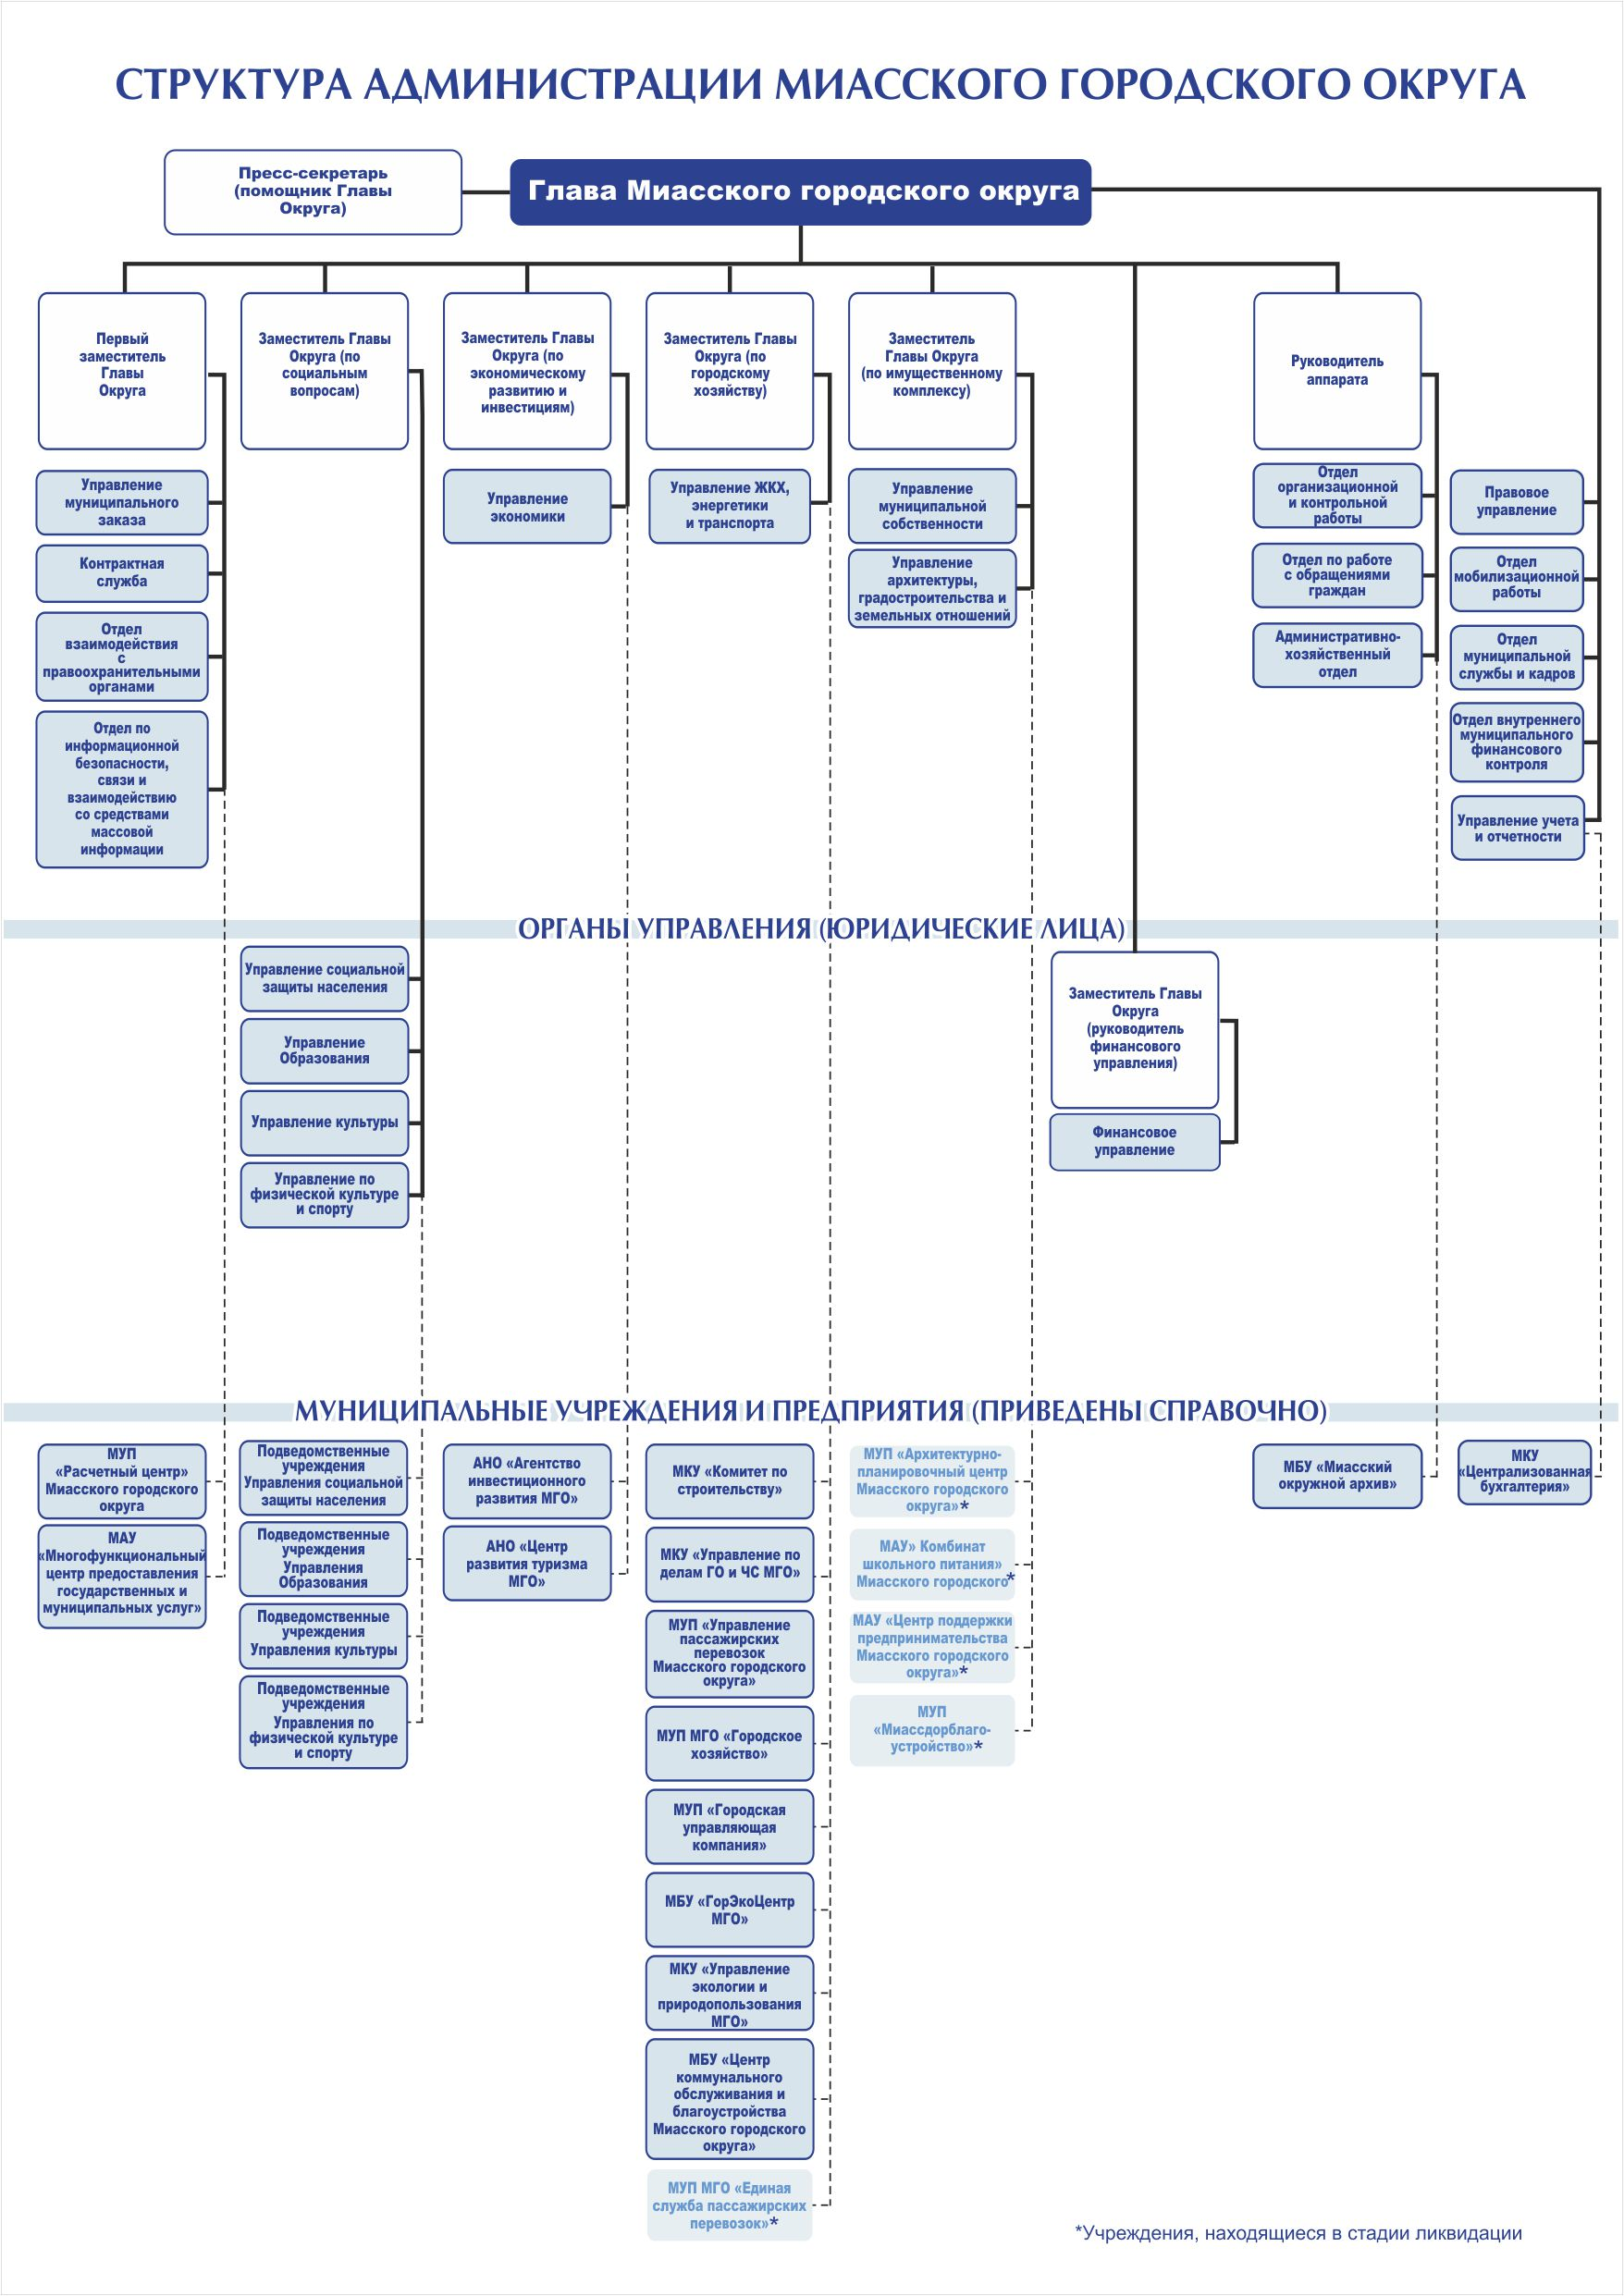 СТРУКТУРА АДМИНИСТРАЦИИ МИАССКОГО ГОРОДСКОГО ОКРУГА
Пресс-секретарь
(помощник Главы
Округа)
Глава Миасского городского округа
Первый
заместитель
Главы
Округа
Заместитель Главы
Округа (по
социальным
вопросам)
Заместитель Главы
Округа (по
экономическому
развитию и
инвестициям)
Заместитель Главы
Округа (по
городскому
хозяйству)
Заместитель
Главы Округа
(по имущественному
комплексу)
Руководитель
аппарата
Управление
муниципального
заказа
Контрактная
служба
Отдел
взаимодействия
с
правоохранительными
органами
Отдел по
информационной
безопасности,
связи и
взаимодействию
со средствами
массовой
информации
Управление
экономики
Управление ЖКХ,
энергетики
и транспорта
Управление
муниципальной
собственности
Управление
архитектуры,
градостроительства и
земельных отношений
Отдел
организационной
и контрольной
работы
Отдел по работе
с обращениями
граждан
Административно-
хозяйственный
отдел
Правовое
управление
Отдел
мобилизационной
работы
Отдел
муниципальной
службы и кадров
Отдел внутреннего
муниципального
финансового
контроля
Управление учета
и отчетности
ОРГАНЫ УПРАВЛЕНИЯ (ЮРИДИЧЕСКИЕ ЛИЦА)
Управление социальной
защиты населения
Управление
Образования
Управление культуры
Управление по
физической культуре
и спорту
Заместитель Главы
Округа
(руководитель
финансового
управления)
Финансовое
управление
МУНИЦИПАЛЬНЫЕ УЧРЕЖДЕНИЯ И ПРЕДПРИЯТИЯ (ПРИВЕДЕНЫ СПРАВОЧНО)
МУП
«Расчетный центр»
Миасского городского
округа
МАУ
«Многофункциональный
центр предоставления
государственных и
муниципальных услуг»
Подведомственные
учреждения
Управления социальной
защиты населения
Подведомственные
учреждения
Управления
Образования
Подведомственные
учреждения
Управления культуры
Подведомственные
учреждения
Управления по
физической культуре
и спорту
АНО «Агентство
инвестиционного
развития МГО»
АНО «Центр
развития туризма
МГО»
МКУ «Комитет по
строительству»
МКУ «Управление по
делам ГО и ЧС МГО»
МУП «Управление
пассажирских
перевозок
Миасского городского
округа»
МУП МГО «Городское
хозяйство»
МУП «Городская
управляющая
компания»
МБУ «ГорЭкоЦентр
МГО»
МКУ «Управление
экологии и
природопользования
МГО»
МБУ «Центр
коммунального
обслуживания и
благоустройства
Миасского городского
округа»
МУП МГО «Единая
служба пассажирских
перевозок»*
МУП «Архитектурно-
планировочный центр
Миасского городского
округа»*
МАУ» Комбинат
школьного питания»
Миасского городского*
МАУ «Центр поддержки
предпринимательства
Миасского городского
округа»*
МУП
«Миассдорблаго-
устройство»*
МБУ «Миасский
окружной архив»
МКУ
«Централизованная
бухгалтерия»
*Учреждения, находящиеся в стадии ликвидации